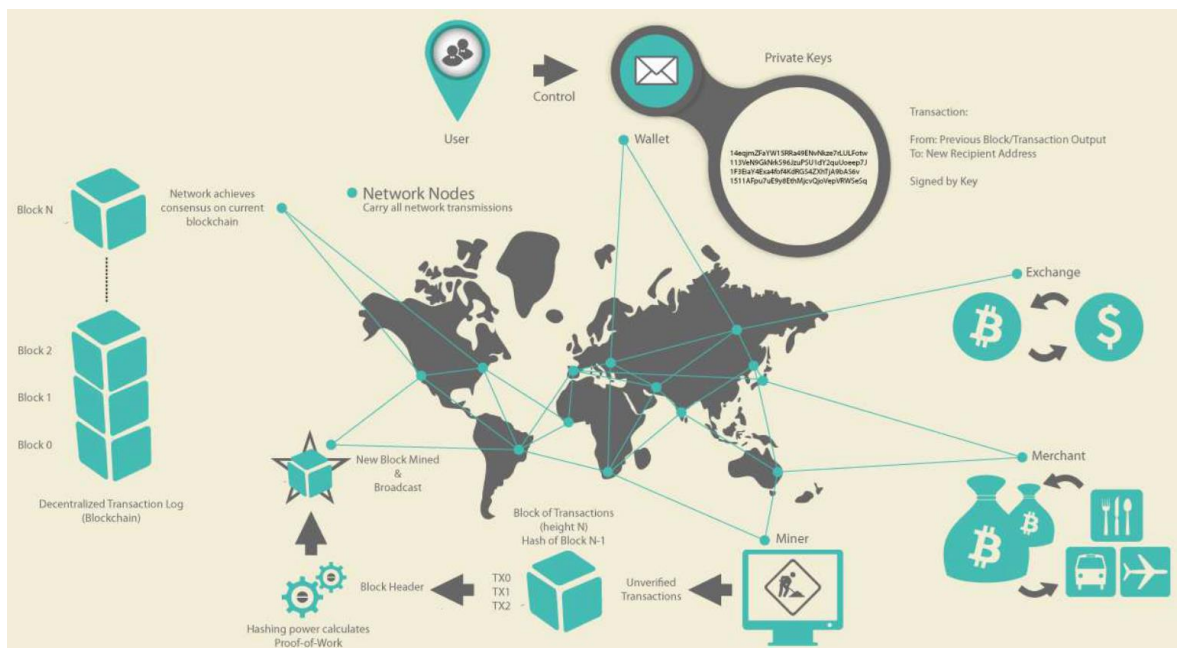 User
Control
Private Keys
14eqjmZFaYW1SRRa49ENvNkze7rLULFotw
Transaction:
From: Previous Block/Transaction Output
To: New Recipient Address
Signed by Key
Wallet
Block N
Network achieves
consensus on current
blockchain
Network Nodes
Carry all network transmissions
Exchange
Block 2
Block 1
Block 0
Decentralized Transaction Log
(Blockchain)
New Block Mined
&
Broadcast
Merchant
Block of Transactions
(height N)
Hash of Block N-1
Miner
Unverified
Transactions
TX0
TX1
TX2
Block Header
Hashing power calculates
Proof-of-Work